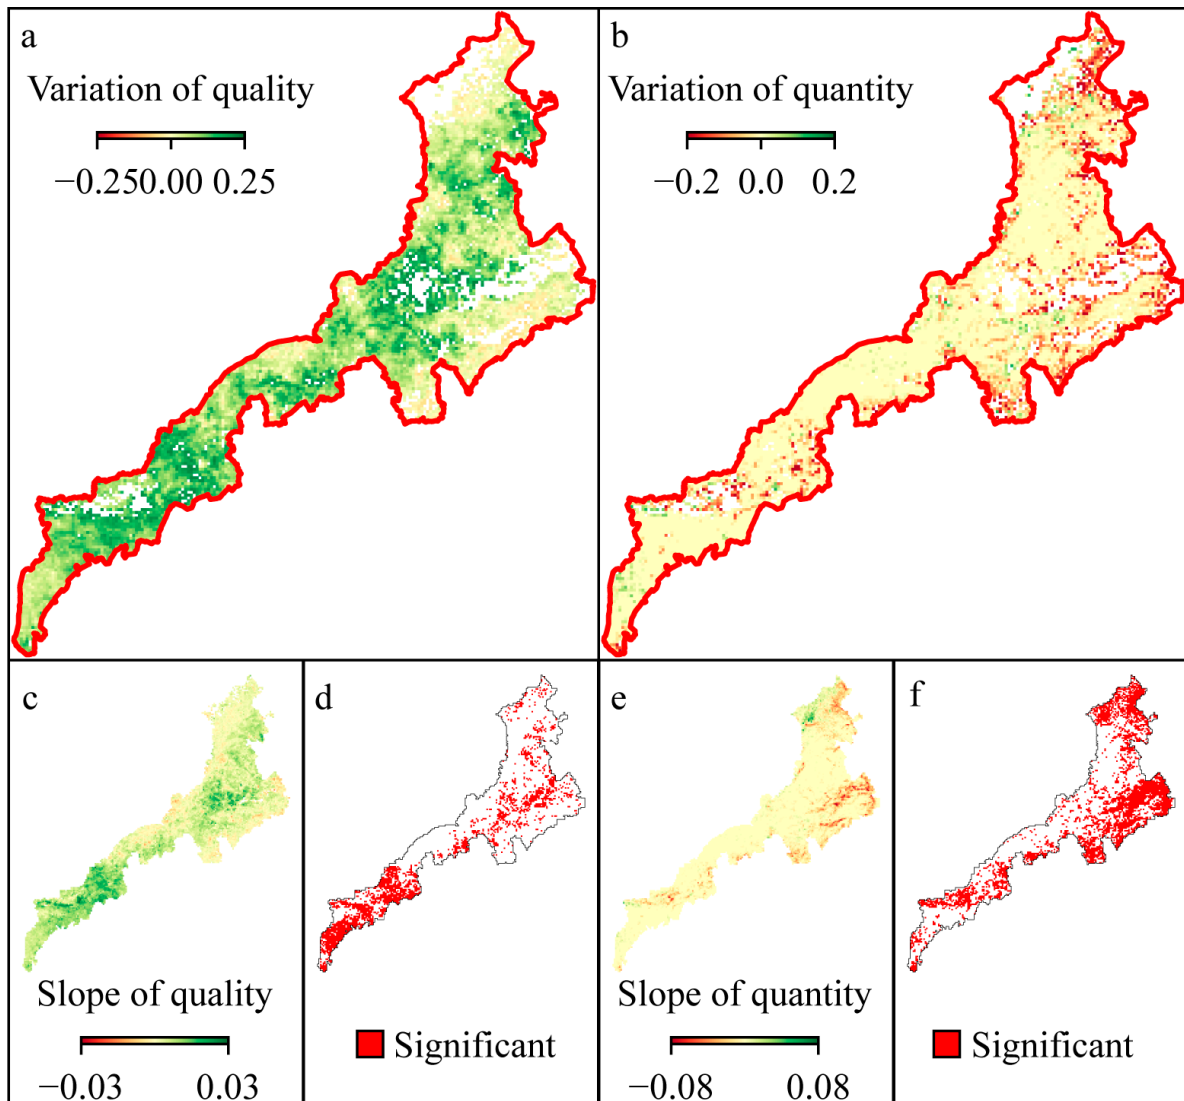 a
Variation of quality
−0.250.00 0.25
b
Variation of quantity
−0.2 0.0 0.2
c
Slope of quality
−0.03 0.03
d
Significant
e
Slope of quantity
−0.08 0.08
f
Significant